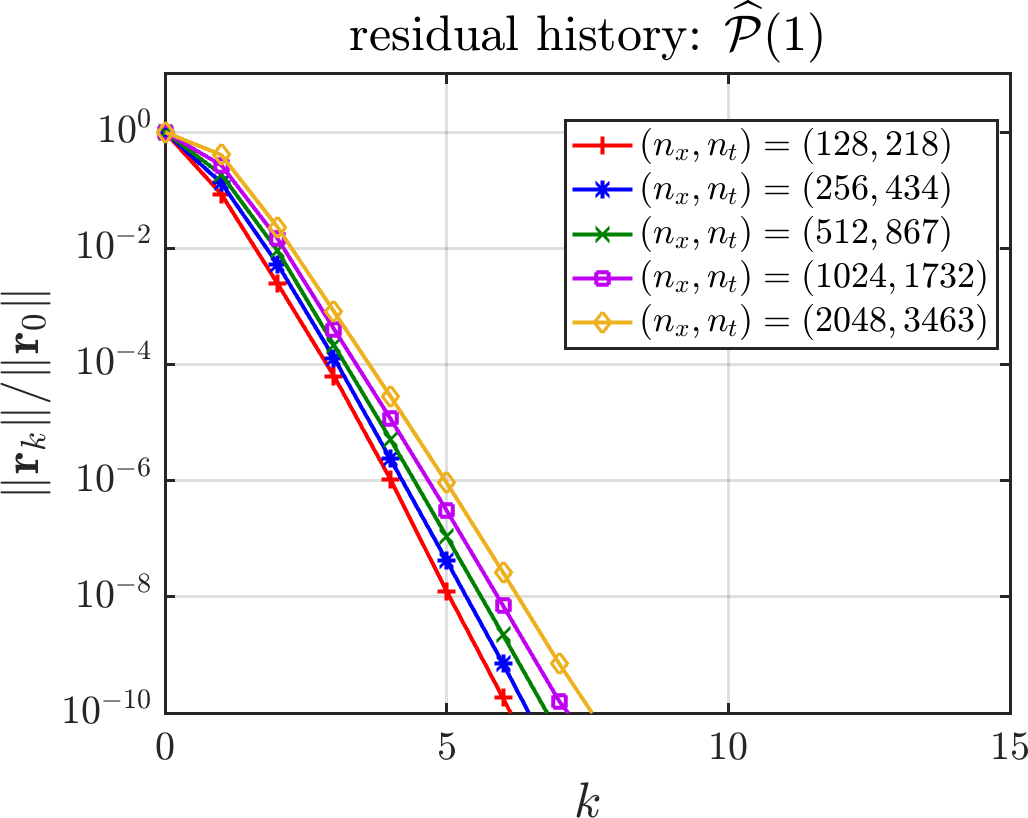 residual history: $\widehat{\mathcal{P}}(1)$
$10^{0}$
$10^{-2}$
$10^{-4}$
$10^{-6}$
$10^{-8}$
$10^{-10}$
$\|\mathbf{r}_k\|/\|\mathbf{r}_0\|$
$(n_x, n_t) = (128, 218)$
$(n_x, n_t) = (256, 434)$
$(n_x, n_t) = (512, 867)$
$(n_x, n_t) = (1024, 1732)$
$(n_x, n_t) = (2048, 3463)$
0 5 10 15
$k$